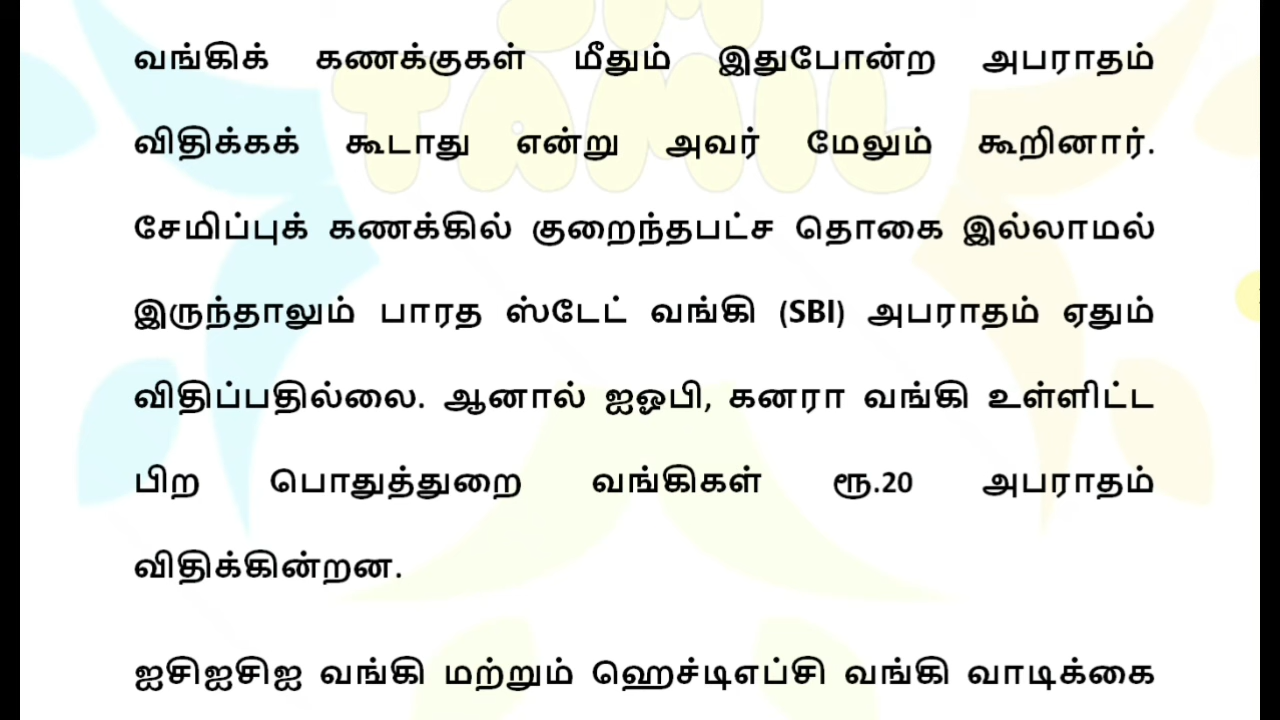 JM
TAMIL
வங்கிக் கணக்குகள் மீதும் இதுபோன்ற அபராதம்
விதிக்கக் கூடாது என்று அவர் மேலும் கூறினார்.
சேமிப்புக் கணக்கில் குறைந்தபட்ச தொகை இல்லாமல்
இருந்தாலும் பாரத ஸ்டேட் வங்கி (SBI) அபராதம் ஏதும்
விதிப்பதில்லை. ஆனால் ஐஓபி, கனரா வங்கி உள்ளிட்ட
பிற பொதுத்துறை வங்கிகள் ரூ.20 அபராதம்
விதிக்கின்றன.
ஐசிஐசிஐ வங்கி மற்றும் ஹெச்டிஎப்சி வங்கி வாடிக்கை